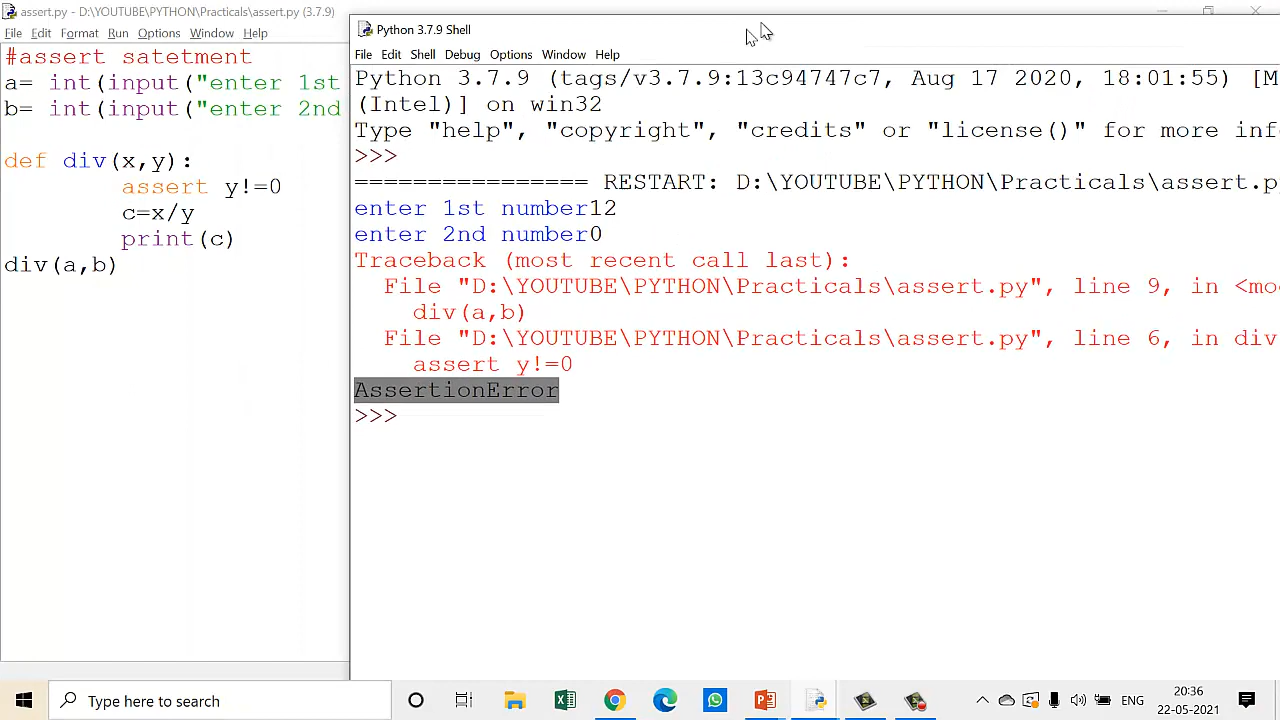 assert.py - D:\YOUTUBE\PYTHON\Practicals\assert.py (3.7.9)
File Edit Format Run Options Window Help
#assert satetment
a= int(input("enter 1st
b= int(input("enter 2nd
def div(x,y):
assert y!=0
c=x/y
print(c)
div(a,b)
Python 3.7.9 Shell
File Edit Shell Debug Options Window Help
Python 3.7.9 (tags/v3.7.9:13c94747c7, Aug 17 2020, 18:01:55) [M
(Intel)] on win32
Type "help", "copyright", "credits" or "license()" for more inf
>>>
================ RESTART: D:\YOUTUBE\PYTHON\Practicals\assert.p
enter 1st number12
enter 2nd number0
Traceback (most recent call last):
File "D:\YOUTUBE\PYTHON\Practicals\assert.py", line 9, in <mo
div(a,b)
File "D:\YOUTUBE\PYTHON\Practicals\assert.py", line 6, in div
assert y!=0
AssertionError
>>>
Type here to search
ENG
20:36
22-05-2021